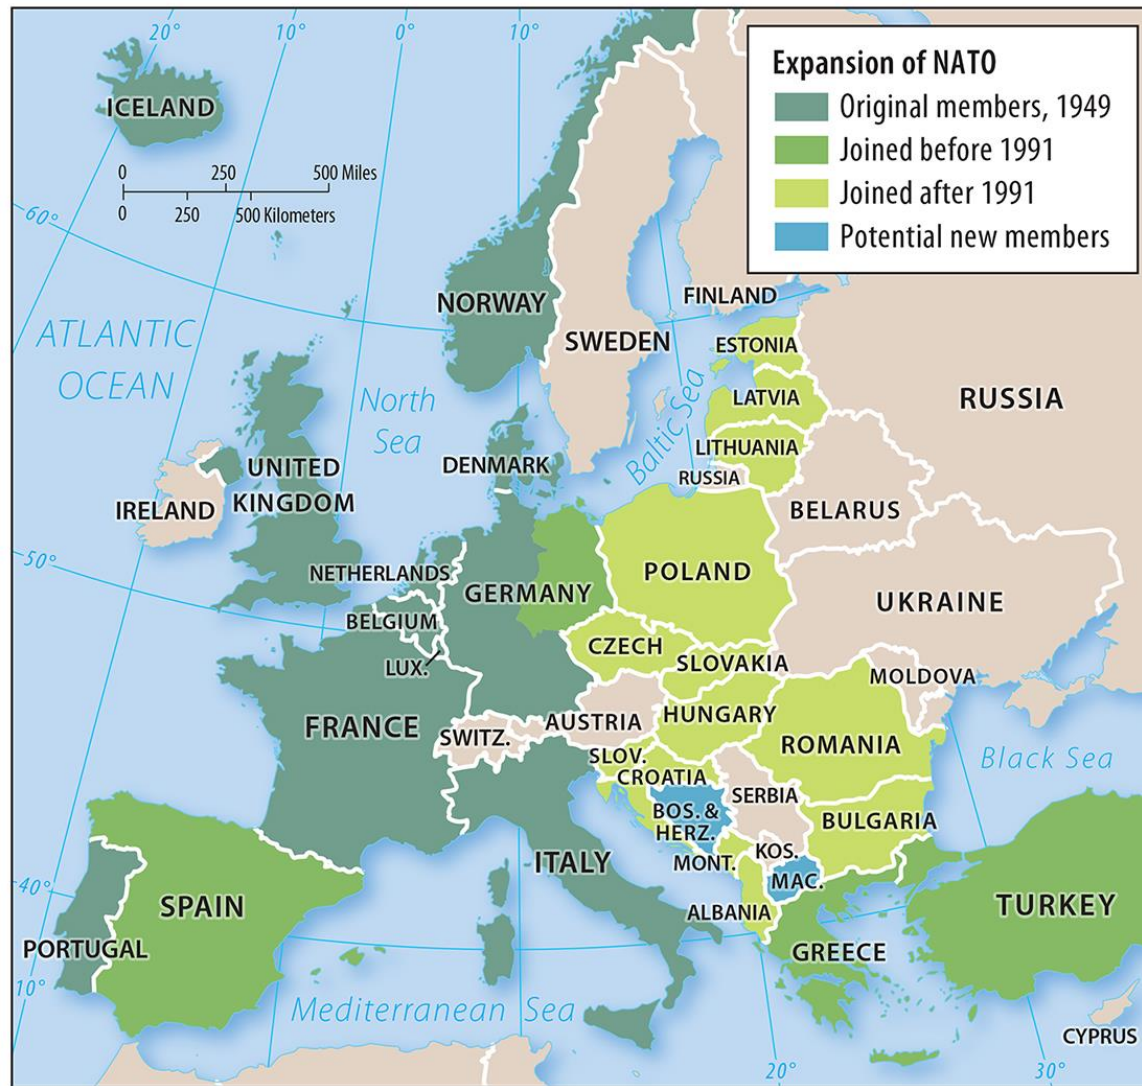 20°
10°
0°
10°
Expansion of NATO
Original members, 1949
Joined before 1991
Joined after 1991
Potential new members
ICELAND
0 250 500 Miles
0 250 500 Kilometers
60°
NORWAY
FINLAND
SWEDEN
ESTONIA
ATLANTIC
OCEAN
North
Sea
Baltic Sea
LATVIA
RUSSIA
LITHUANIA
DENMARK
RUSSIA
UNITED
KINGDOM
IRELAND
BELARUS
50°
NETHERLANDS
GERMANY
POLAND
UKRAINE
BELGIUM
LUX.
CZECH
SLOVAKIA
MOLDOVA
FRANCE
SWITZ.
AUSTRIA
HUNGARY
ROMANIA
SLOV.
CROATIA
Black Sea
BOS. &
HERZ.
SERBIA
BULGARIA
ITALY
MONT.
KOS.
MAC.
40°
SPAIN
ALBANIA
TURKEY
PORTUGAL
GREECE
10°
Mediterranean Sea
CYPRUS
20°
30°